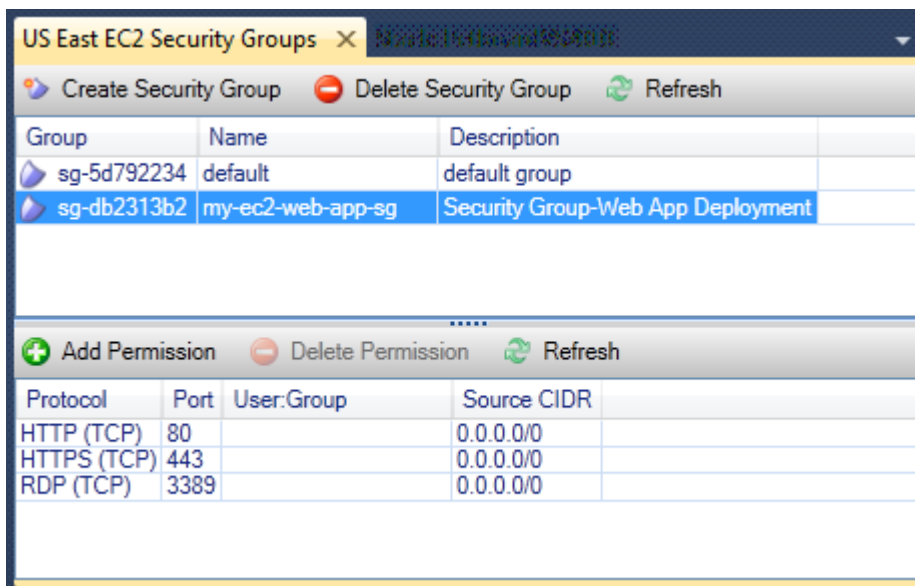 US East EC2 Security Groups
Create Security Group Delete Security Group Refresh
Group Name Description
sg-5d792234 default default group
sg-db2313b2 my-ec2-web-app-sg Security Group-Web App Deployment
Add Permission Delete Permission Refresh
Protocol Port User:Group Source CIDR
HTTP (TCP) 80 0.0.0.0/0
HTTPS (TCP) 443 0.0.0.0/0
RDP (TCP) 3389 0.0.0.0/0